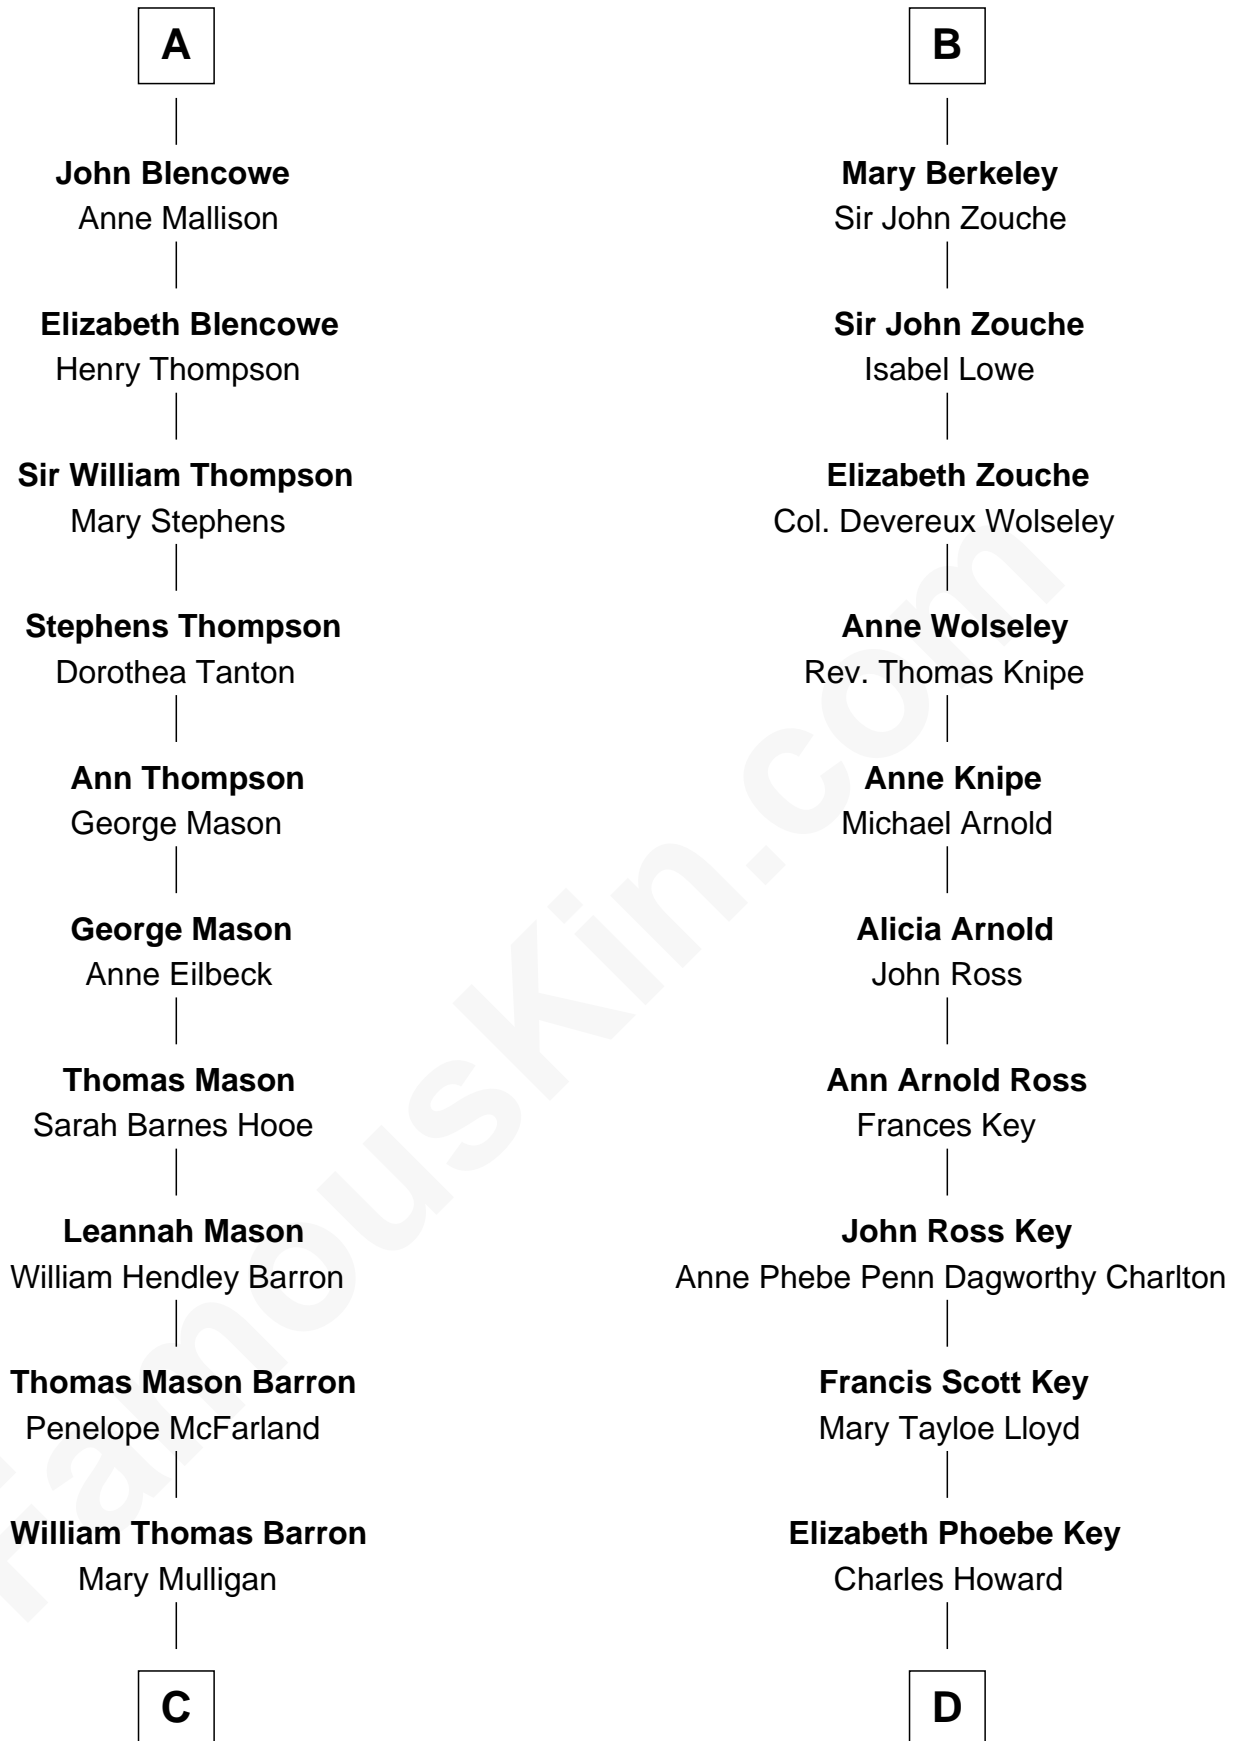 A
John Blencowe
Anne Mallison
Elizabeth Blencowe
Henry Thompson
Sir William Thompson
Mary Stephens
Stephens Thompson
Dorothea Tanton
Ann Thompson
George Mason
George Mason
Anne Eilbeck
Thomas Mason
Sarah Barnes Hooe
Leannah Mason
William Hendley Barron
Thomas Mason Barron
Penelope McFarland
William Thomas Barron
Mary Mulligan
C
B
Mary Berkeley
Sir John Zouche
Sir John Zouche
Isabel Lowe
Elizabeth Zouche
Col. Devereux Wolseley
Anne Wolseley
Rev. Thomas Knipe
Anne Knipe
Michael Arnold
Alicia Arnold
John Ross
Ann Arnold Ross
Frances Key
John Ross Key
Anne Phebe Penn Dagworthy Charlton
Francis Scott Key
Mary Tayloe Lloyd
Elizabeth Phoebe Key
Charles Howard
D
FamousKin.com